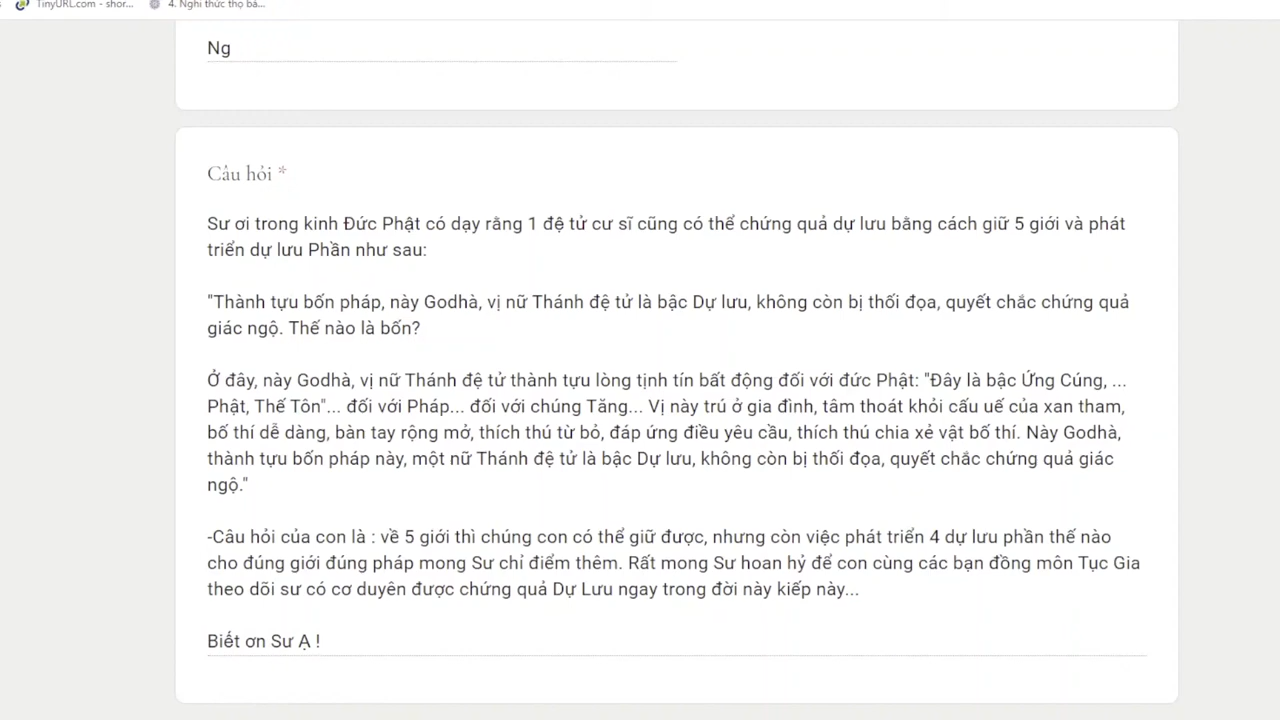 TinyURL.com - shor... 4. Nghi thức thọ bá...
Ng
Câu hỏi *
Sư ơi trong kinh Đức Phật có dạy rằng 1 đệ tử cư sĩ cũng có thể chứng quả dự lưu bằng cách giữ 5 giới và phát
triển dự lưu Phần như sau:
"Thành tựu bốn pháp, này Godhà, vị nữ Thánh đệ tử là bậc Dự lưu, không còn bị thối đọa, quyết chắc chứng quả
giác ngộ. Thế nào là bốn?
Ở đây, này Godhà, vị nữ Thánh đệ tử thành tựu lòng tịnh tín bất động đối với đức Phật: "Đây là bậc Ứng Cúng, ...
Phật, Thế Tôn"... đối với Pháp... đối với chúng Tăng... Vị này trú ở gia đình, tâm thoát khỏi cấu uế của xan tham,
bố thí dễ dàng, bàn tay rộng mở, thích thú từ bỏ, đáp ứng điều yêu cầu, thích thú chia xẻ vật bố thí. Này Godhà,
thành tựu bốn pháp này, một nữ Thánh đệ tử là bậc Dự lưu, không còn bị thối đọa, quyết chắc chứng quả giác
ngộ."
-Câu hỏi của con là : về 5 giới thì chúng con có thể giữ được, nhưng còn việc phát triển 4 dự lưu phần thế nào
cho đúng giới đúng pháp mong Sư chỉ điểm thêm. Rất mong Sư hoan hỷ để con cùng các bạn đồng môn Tục Gia
theo dõi sư có cơ duyên được chứng quả Dự Lưu ngay trong đời này kiếp này...
Biết ơn Sư Ạ !